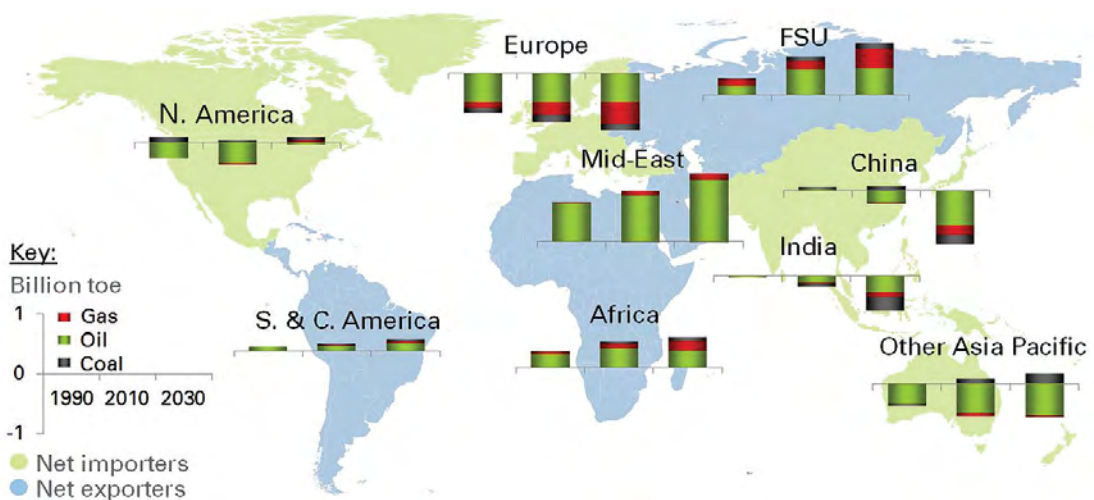 Europe
FSU
N. America
Mid-East
China
India
Key:
Billion toe
1
Gas
Oil
Coal
0
1990 2010 2030
-1
S. & C. America
Africa
Other Asia Pacific
Net importers
Net exporters